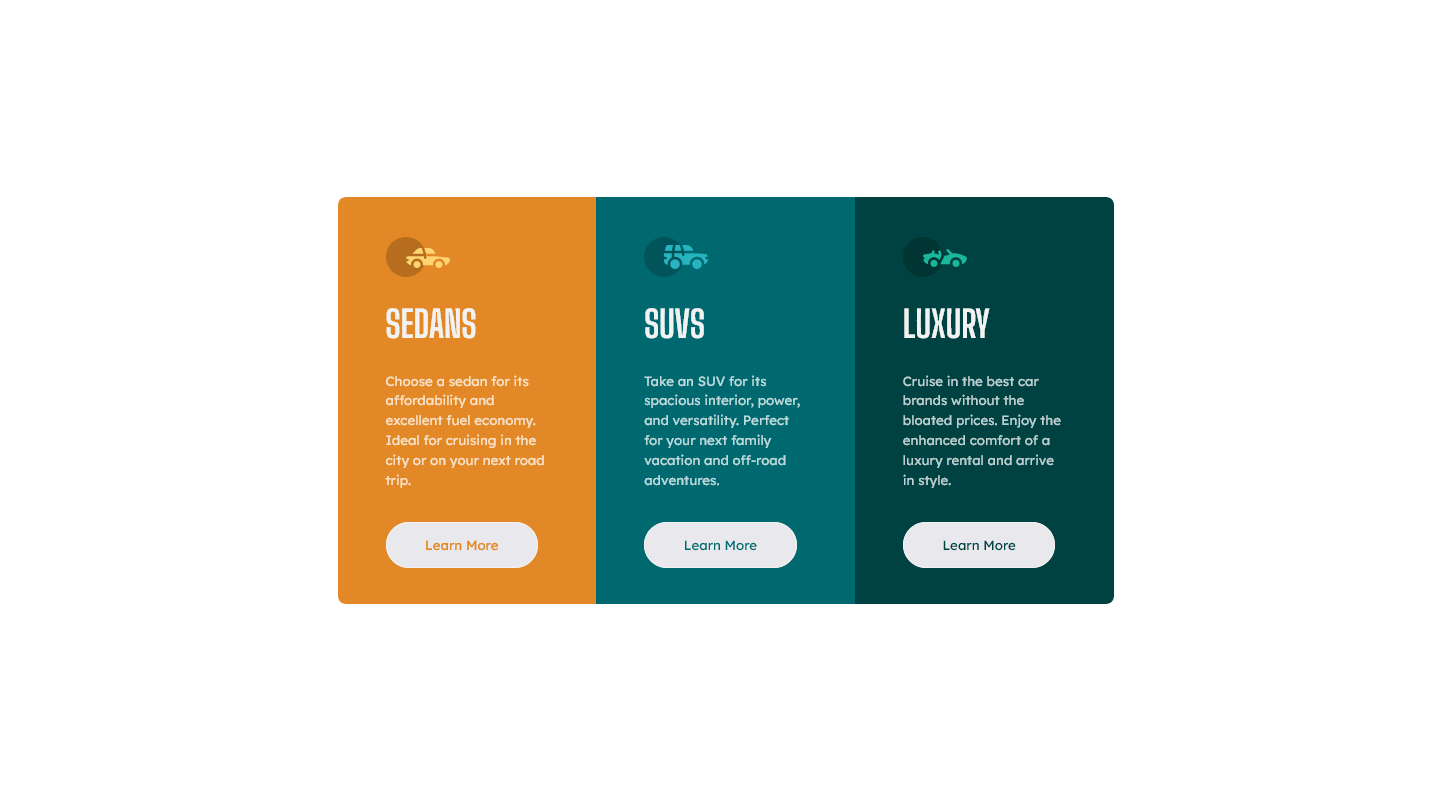 SEDANS
Choose a sedan for its
affordability and
excellent fuel economy.
Ideal for cruising in the
city or on your next road
trip.
Learn More
SUVS
Take an SUV for its
spacious interior, power,
and versatility. Perfect
for your next family
vacation and off-road
adventures.
Learn More
LUXURY
Cruise in the best car
brands without the
bloated prices. Enjoy the
enhanced comfort of a
luxury rental and arrive
in style.
Learn More